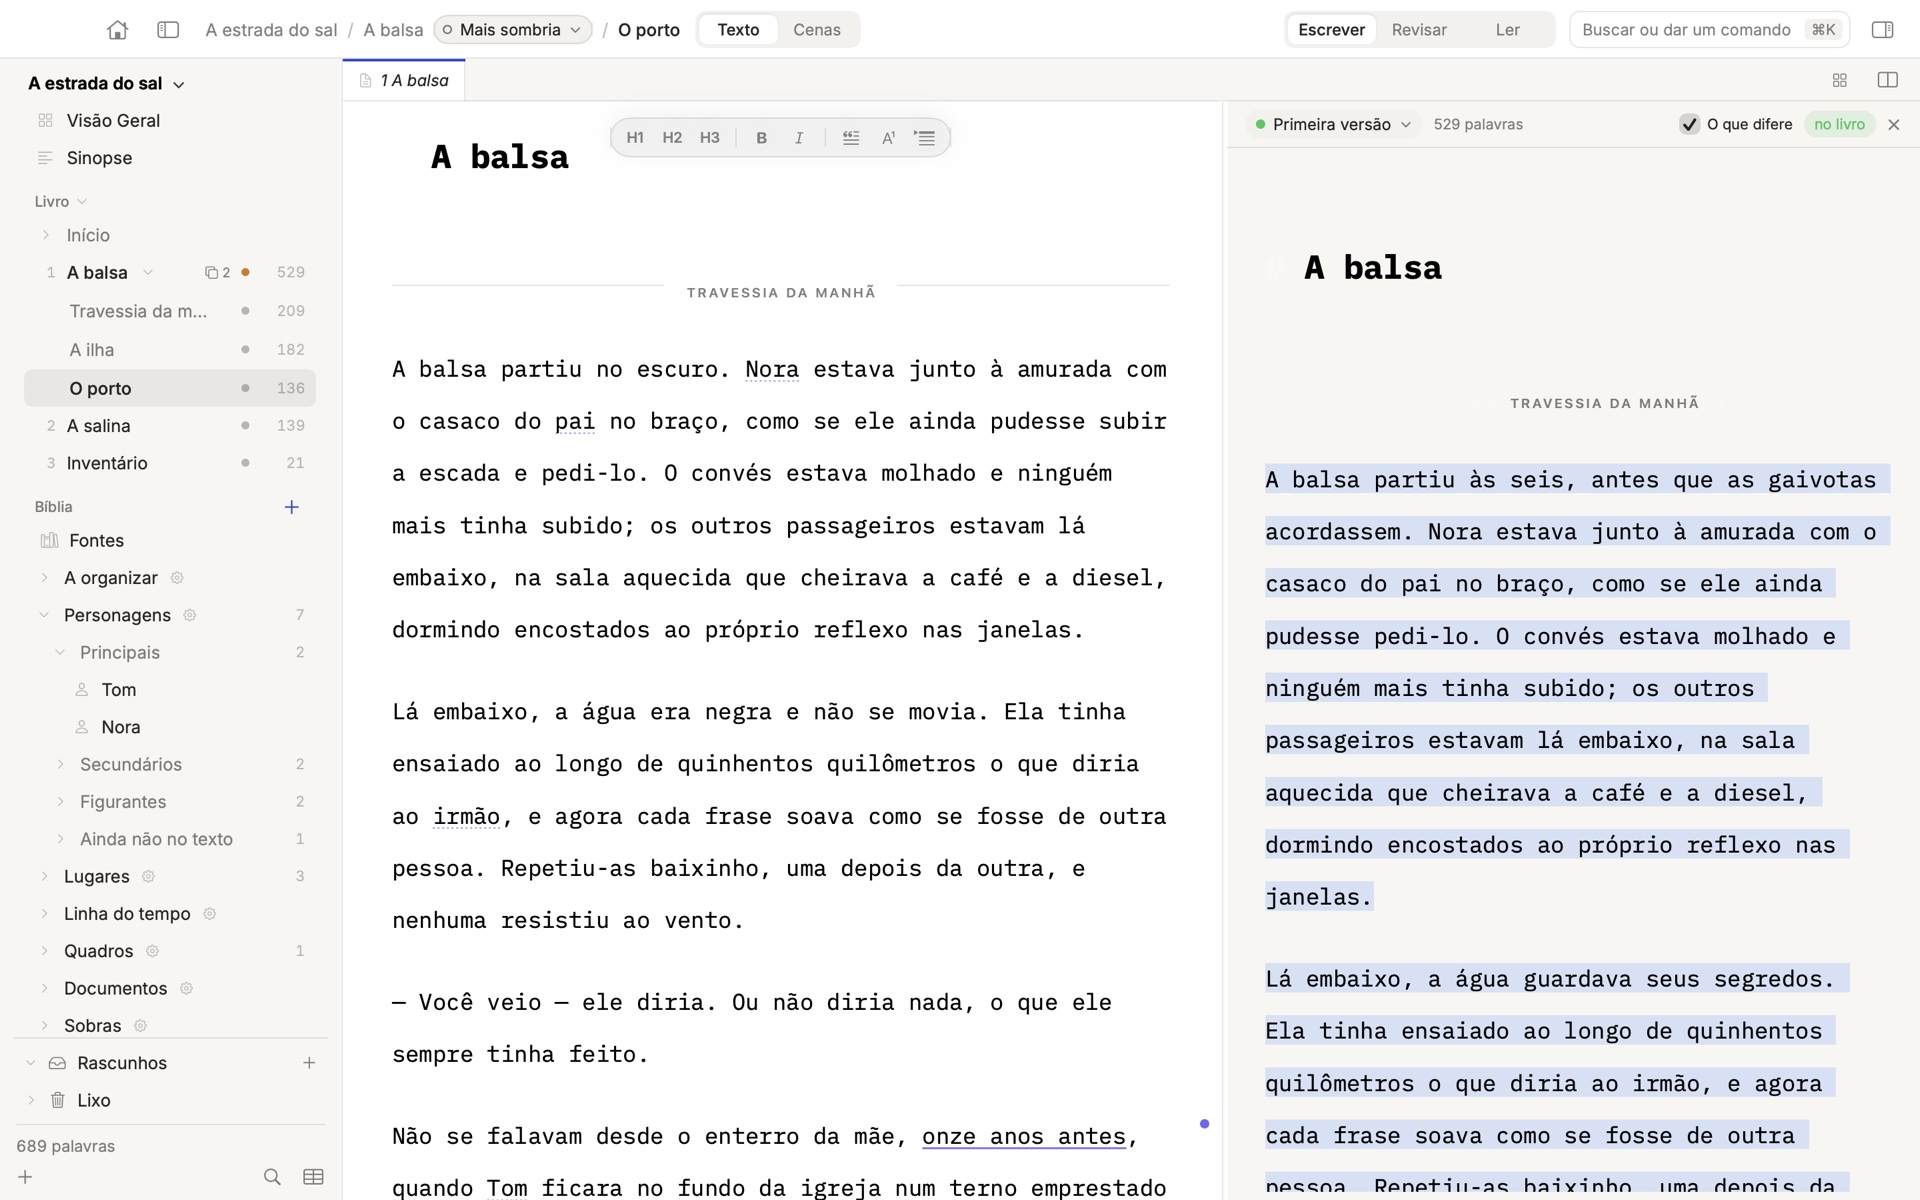 A estrada do sal / A balsa Mais sombria / O porto Texto Cenas Escrever Revisar Ler Buscar ou dar um comando ⌘K
A estrada do sal
Visão Geral
Sinopse
Livro
Início
1 A balsa 2 529
Travessia da m... 209
A ilha 182
O porto 136
2 A salina 139
3 Inventário 21
Bíblia +
Fontes
A organizar
Personagens 7
Principais 2
Tom
Nora
Secundários 2
Figurantes 2
Ainda não no texto 1
Lugares 3
Linha do tempo
Quadros 1
Documentos
Sobras
Rascunhos +
Lixo
689 palavras
+
1 A balsa
H1 H2 H3 B I A¹
A balsa
TRAVESSIA DA MANHÃ
A balsa partiu no escuro. Nora estava junto à amurada com
o casaco do pai no braço, como se ele ainda pudesse subir
a escada e pedi-lo. O convés estava molhado e ninguém
mais tinha subido; os outros passageiros estavam lá
embaixo, na sala aquecida que cheirava a café e a diesel,
dormindo encostados ao próprio reflexo nas janelas.
Lá embaixo, a água era negra e não se movia. Ela tinha
ensaiado ao longo de quinhentos quilômetros o que diria
ao irmão, e agora cada frase soava como se fosse de outra
pessoa. Repetiu-as baixinho, uma depois da outra, e
nenhuma resistiu ao vento.
— Você veio — ele diria. Ou não diria nada, o que ele
sempre tinha feito.
Não se falavam desde o enterro da mãe, onze anos antes,
quando Tom ficara no fundo da igreja num terno emprestado
Primeira versão 529 palavras O que difere no livro
# A balsa
TRAVESSIA DA MANHÃ
A balsa partiu às seis, antes que as gaivotas
acordassem. Nora estava junto à amurada com o
casaco do pai no braço, como se ele ainda
pudesse pedi-lo. O convés estava molhado e
ninguém mais tinha subido; os outros
passageiros estavam lá embaixo, na sala
aquecida que cheirava a café e a diesel,
dormindo encostados ao próprio reflexo nas
janelas.
Lá embaixo, a água guardava seus segredos.
Ela tinha ensaiado ao longo de quinhentos
quilômetros o que diria ao irmão, e agora
cada frase soava como se fosse de outra
pessoa. Repetiu-as baixinho, uma depois da